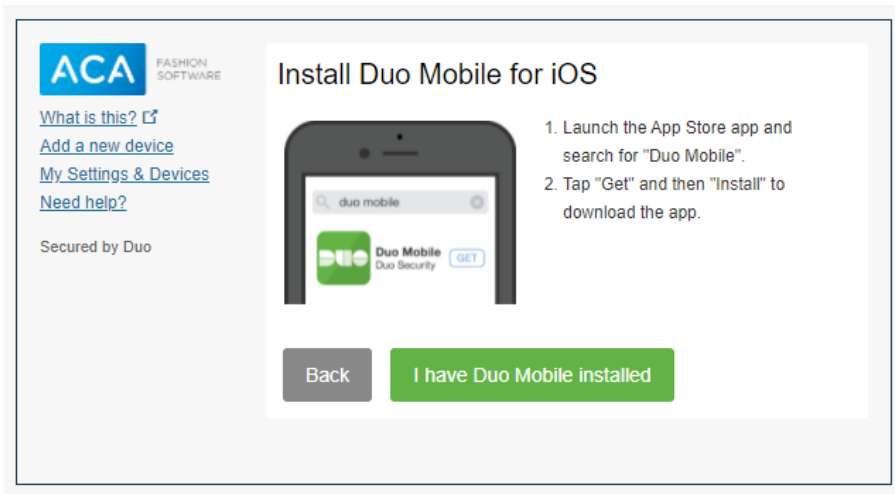 ACA FASHION
SOFTWARE
What is this?
Add a new device
My Settings & Devices
Need help?
Secured by Duo
Install Duo Mobile for iOS
1. Launch the App Store app and
search for "Duo Mobile".
2. Tap "Get" and then "Install" to
download the app.
duo mobile
DUO
Duo Mobile
Duo Security
GET
Back
I have Duo Mobile installed